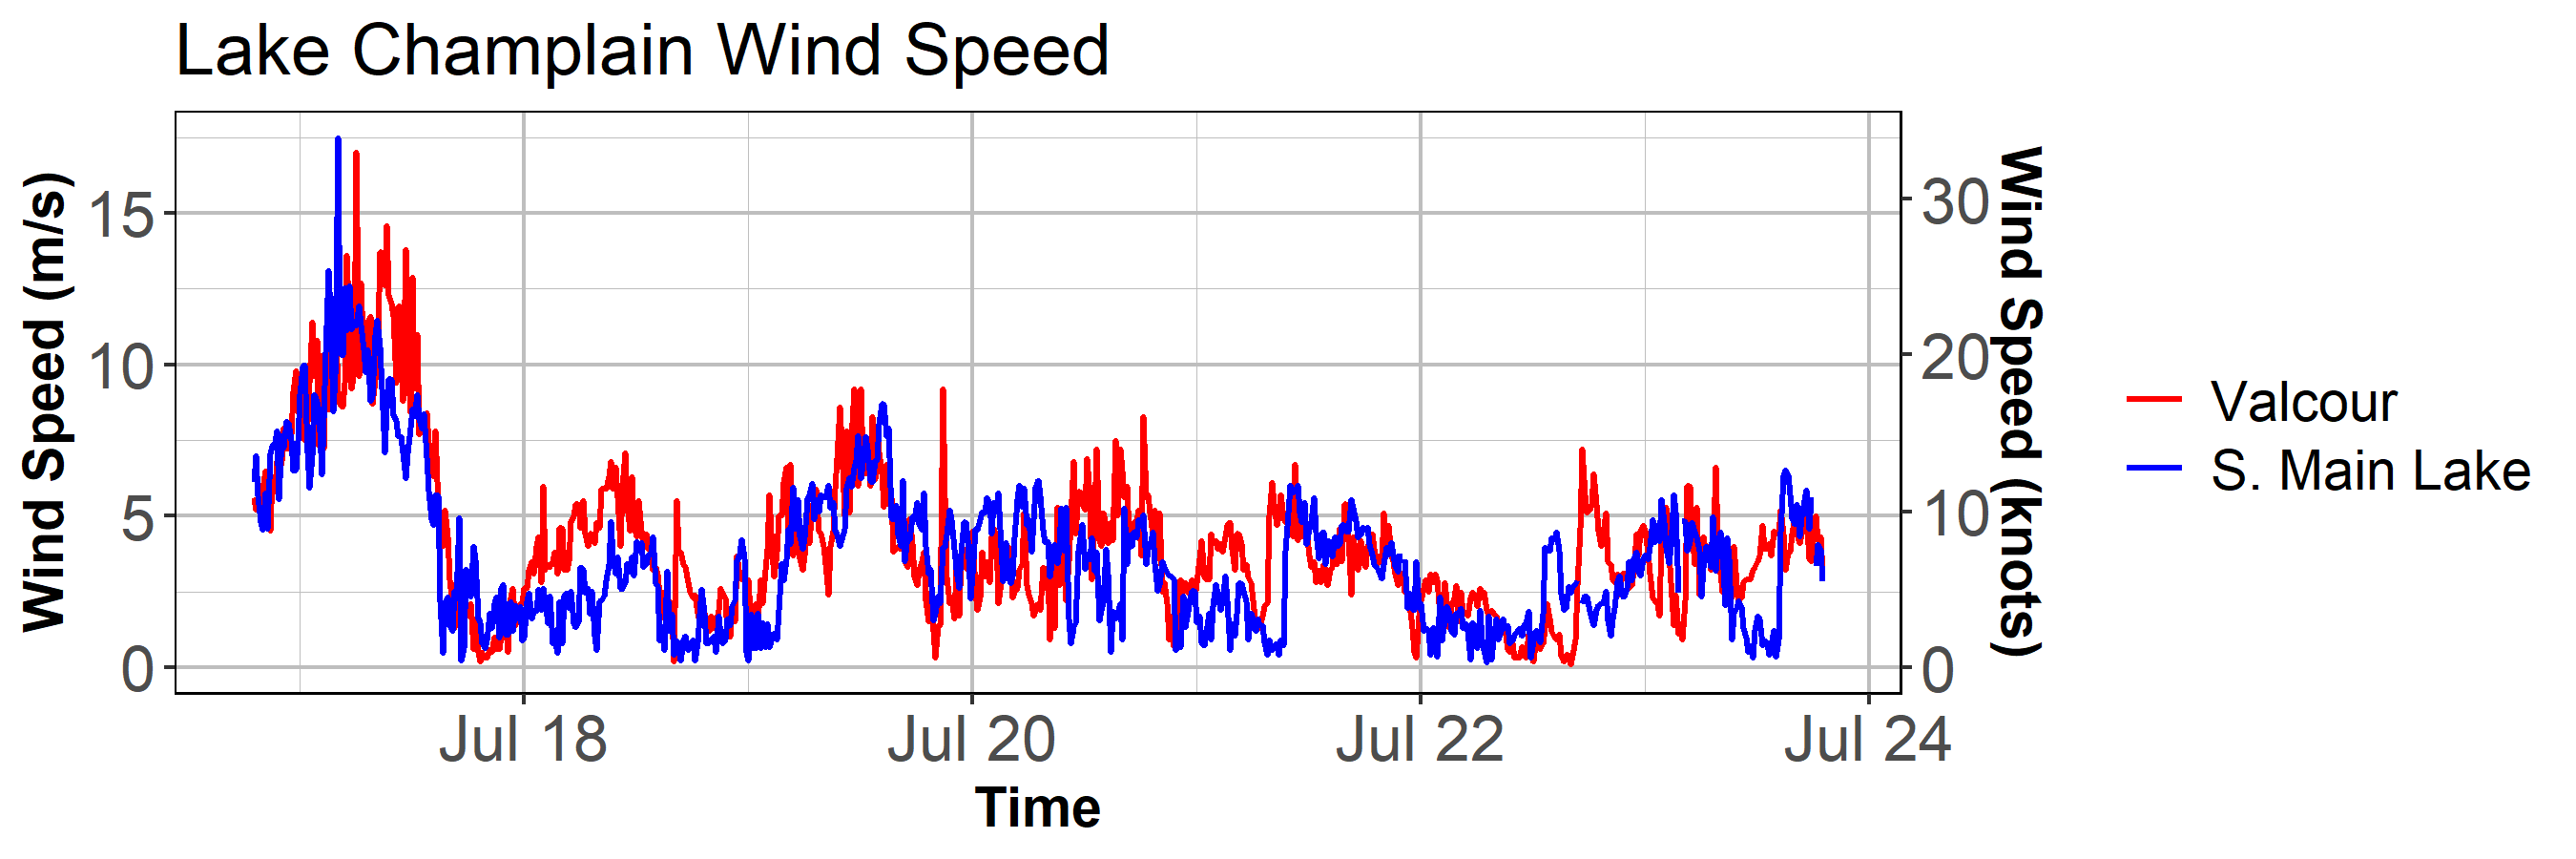 Lake Champlain Wind Speed
Wind Speed (m/s)
15
10
5
0
30
20
10
0
Wind Speed (knots)
Jul 18
Jul 20
Jul 22
Jul 24
Time
Valcour
S. Main Lake